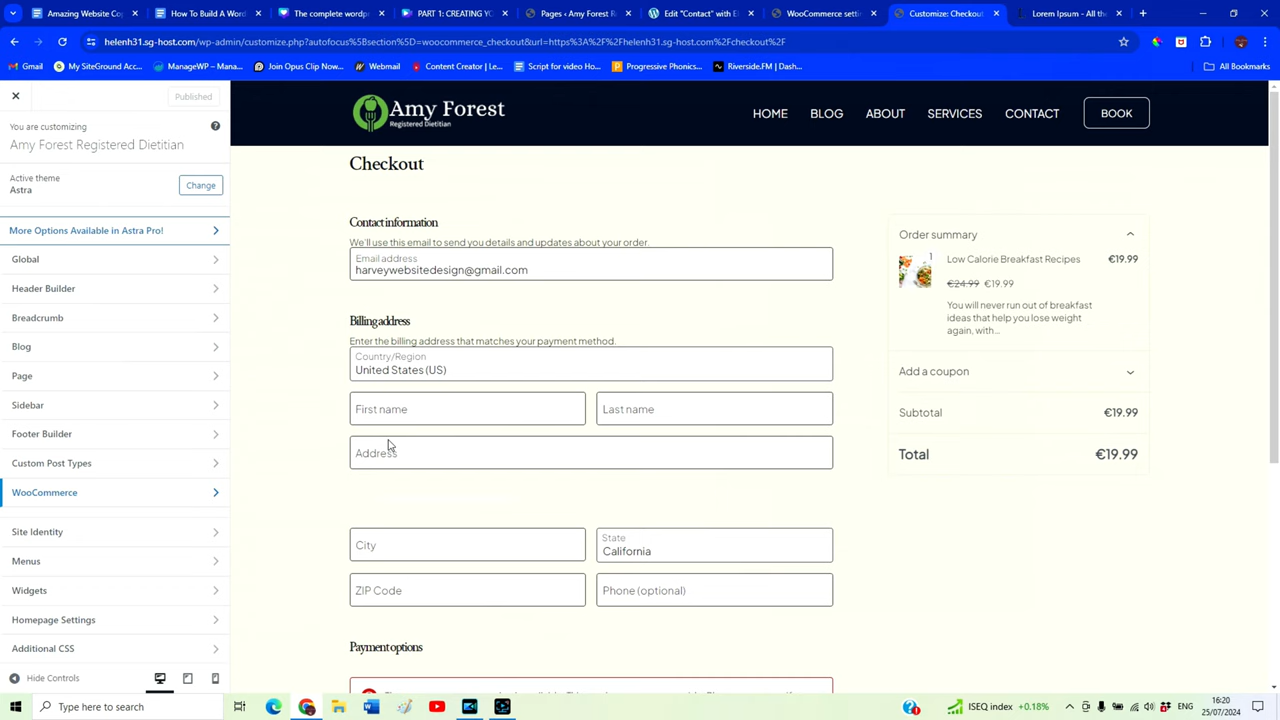 Amazing Website Co
How To Build A Word
The complete wordpr
PART 1: CREATING YO
Pages ‹ Amy Forest R
Edit "Contact" with El
WooCommerce setti
Customize: Checkout
Lorem Ipsum - All the
helenh31.sg-host.com/wp-admin/customize.php?autofocus%5Bsection%5D=woocommerce_checkout&url=https%3A%2F%2Fhelenh31.sg-host.com%2Fcheckout%2F
Gmail
My SiteGround Acc...
ManageWP – Manag...
Join Opus Clip Now...
Webmail
Content Creator | Le...
Script for video Ho...
Progressive Phonics...
Riverside.FM | Dash...
All Bookmarks
Published
You are customizing
Amy Forest Registered Dietitian
Active theme
Astra
Change
More Options Available in Astra Pro!
Global
Header Builder
Breadcrumb
Blog
Page
Sidebar
Footer Builder
Custom Post Types
WooCommerce
Site Identity
Menus
Widgets
Homepage Settings
Additional CSS
Hide Controls
Amy Forest
Registered Dietitian
HOME
BLOG
ABOUT
SERVICES
CONTACT
BOOK
Checkout
Contact information
We'll use this email to send you details and updates about your order.
Email address
harveywebsitedesign@gmail.com
Billing address
Enter the billing address that matches your payment method.
Country/Region
United States (US)
First name
Last name
Address
City
State
California
ZIP Code
Phone (optional)
Payment options
Order summary
1
Low Calorie Breakfast Recipes
€19.99
€24.99 €19.99
You will never run out of breakfast
ideas that help you lose weight
again, with...
Add a coupon
Subtotal
€19.99
Total
€19.99
Type here to search
ISEQ index +0.18%
ENG
16:20
25/07/2024